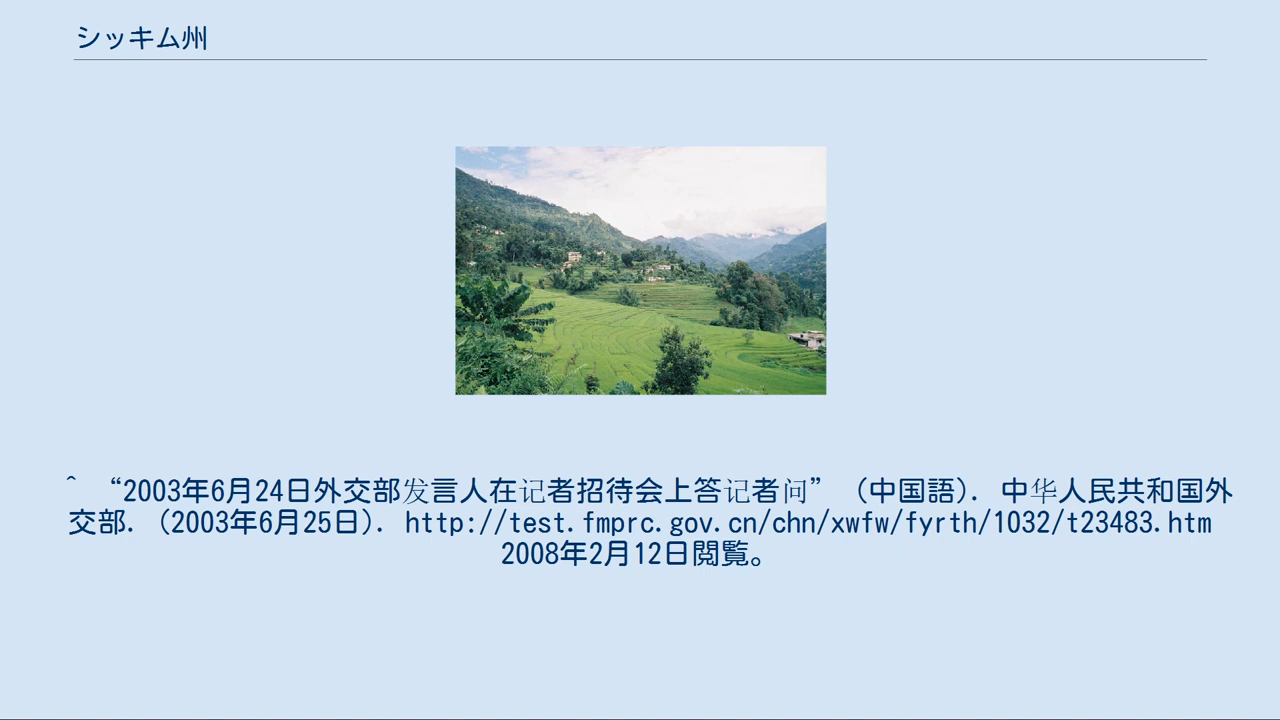 シッキム州
^ “2003年6月24日外交部发言人在记者招待会上答记者问” (中国語). 中华人民共和国外
交部. (2003年6月25日). http://test.fmprc.gov.cn/chn/xwfw/fyrth/1032/t23483.htm
2008年2月12日閲覧。